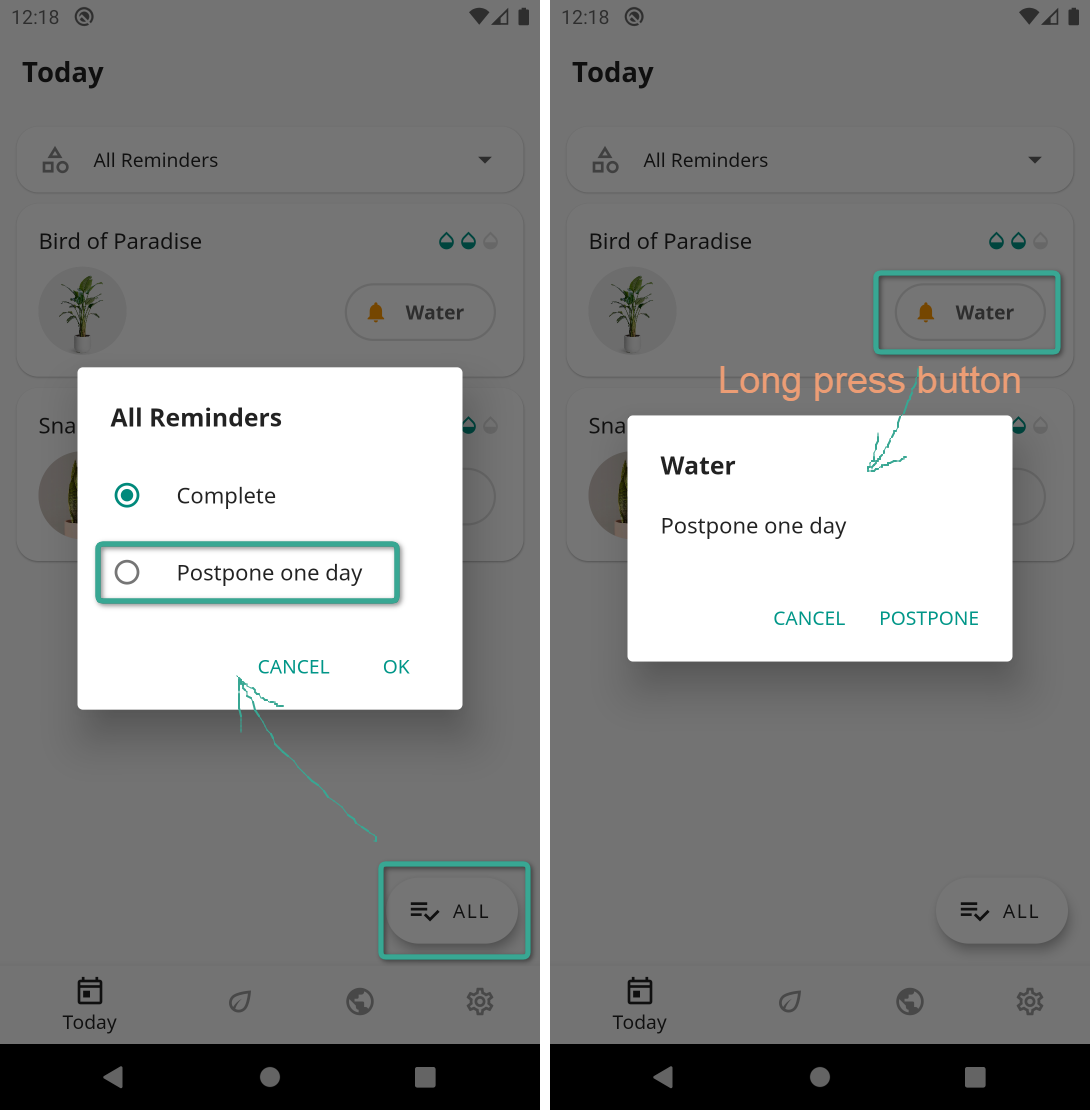 12:18
Today
All Reminders
Bird of Paradise
Water
Sna
All Reminders
Complete
Postpone one day
CANCEL OK
ALL
Today
12:18
Today
All Reminders
Bird of Paradise
Water
Long press button
Sna
Water
Postpone one day
CANCEL POSTPONE
ALL
Today